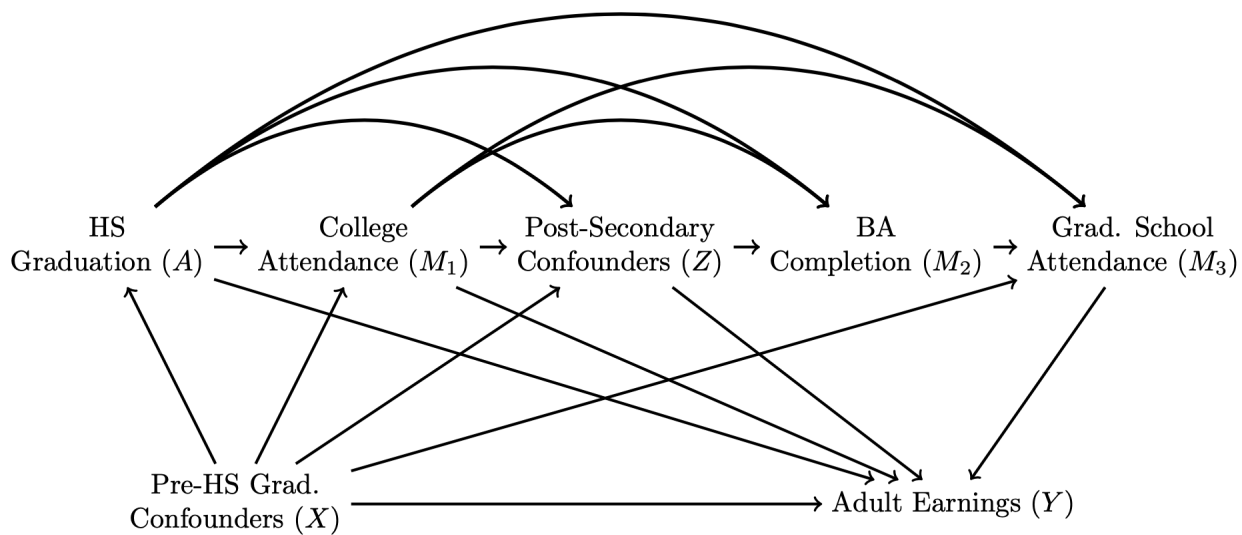 HS
Graduation (A)
College
Attendance (M₁)
Post-Secondary
Confounders (Z)
BA
Completion (M₂)
Grad. School
Attendance (M₃)
Pre-HS Grad.
Confounders (X)
Adult Earnings (Y)